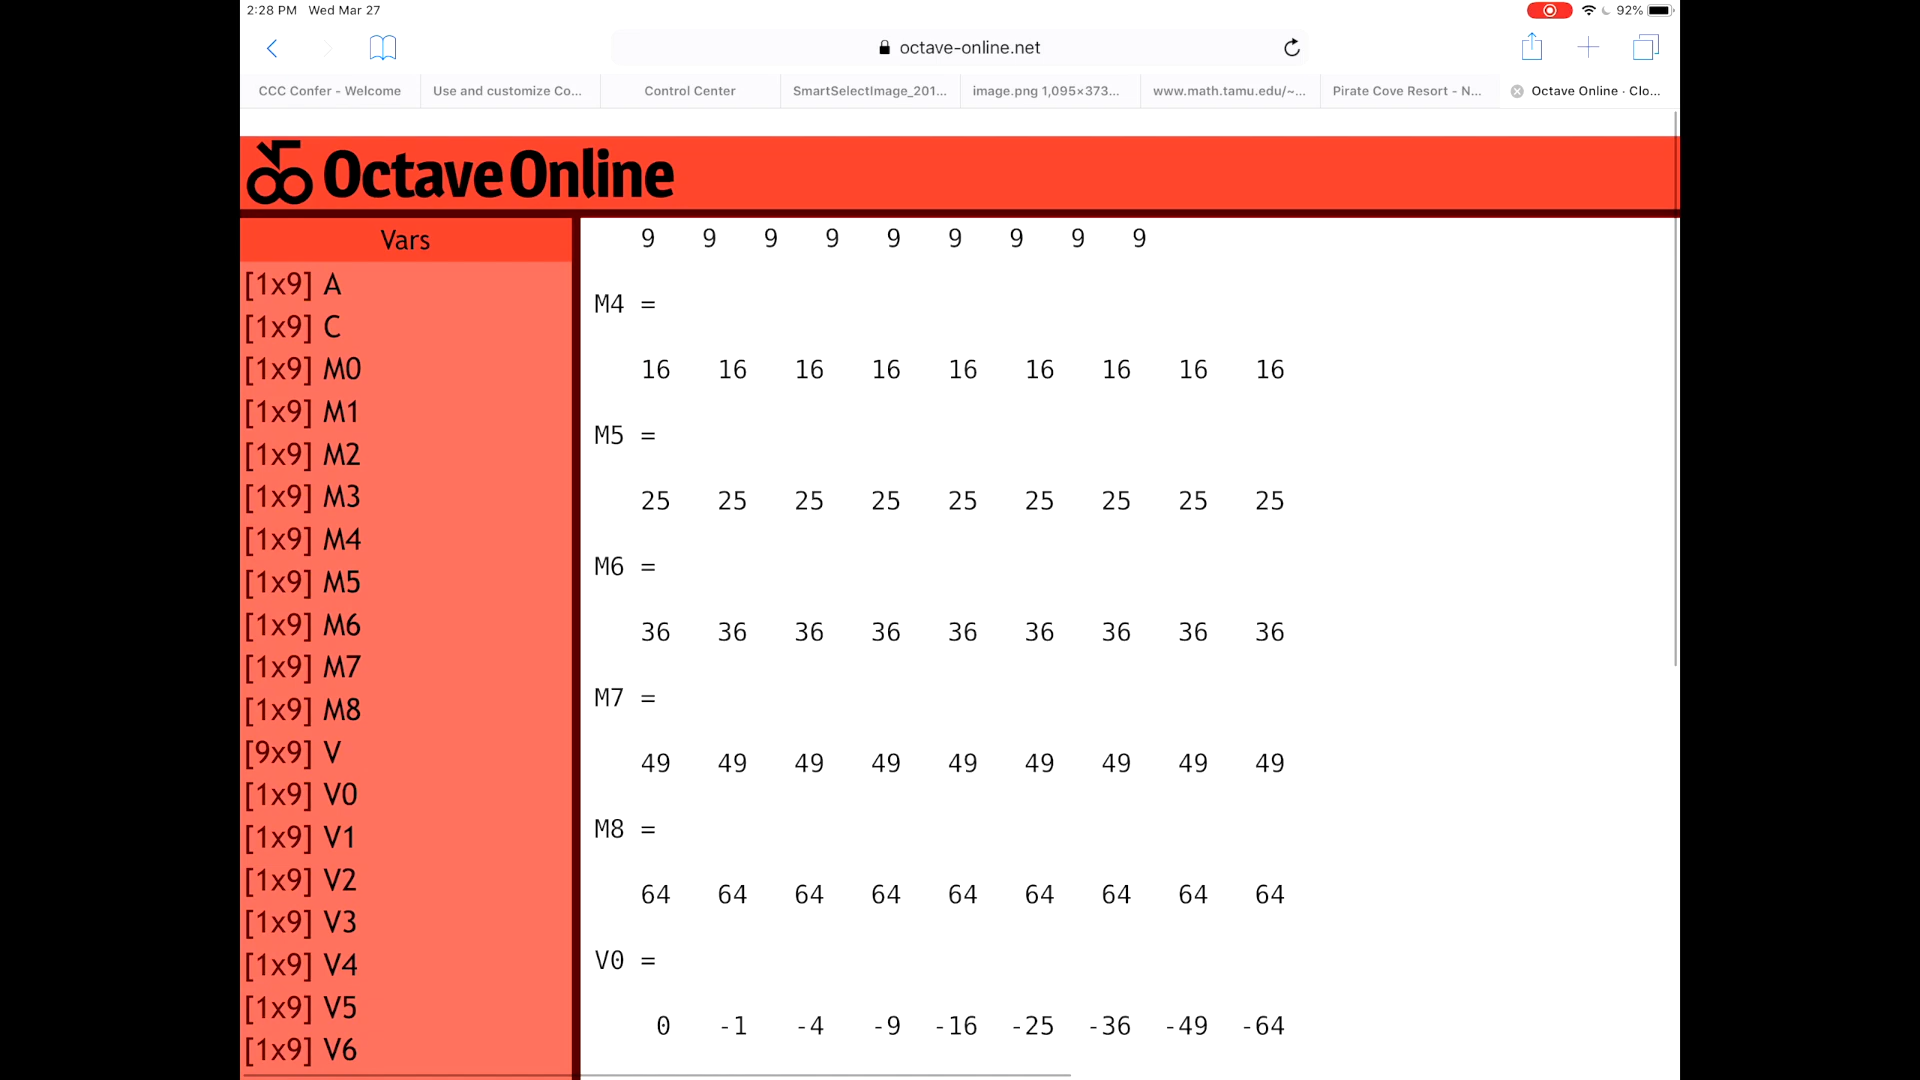 2:28 PM Wed Mar 27
92%
octave-online.net
CCC Confer - Welcome
Use and customize Co...
Control Center
SmartSelectImage_201...
image.png 1,095×373...
www.math.tamu.edu/~...
Pirate Cove Resort - N...
Octave Online · Clo...
Octave Online
Vars
[1x9] A
[1x9] C
[1x9] M0
[1x9] M1
[1x9] M2
[1x9] M3
[1x9] M4
[1x9] M5
[1x9] M6
[1x9] M7
[1x9] M8
[9x9] V
[1x9] V0
[1x9] V1
[1x9] V2
[1x9] V3
[1x9] V4
[1x9] V5
[1x9] V6
9 9 9 9 9 9 9 9 9
M4 =
16 16 16 16 16 16 16 16 16
M5 =
25 25 25 25 25 25 25 25 25
M6 =
36 36 36 36 36 36 36 36 36
M7 =
49 49 49 49 49 49 49 49 49
M8 =
64 64 64 64 64 64 64 64 64
V0 =
0 -1 -4 -9 -16 -25 -36 -49 -64